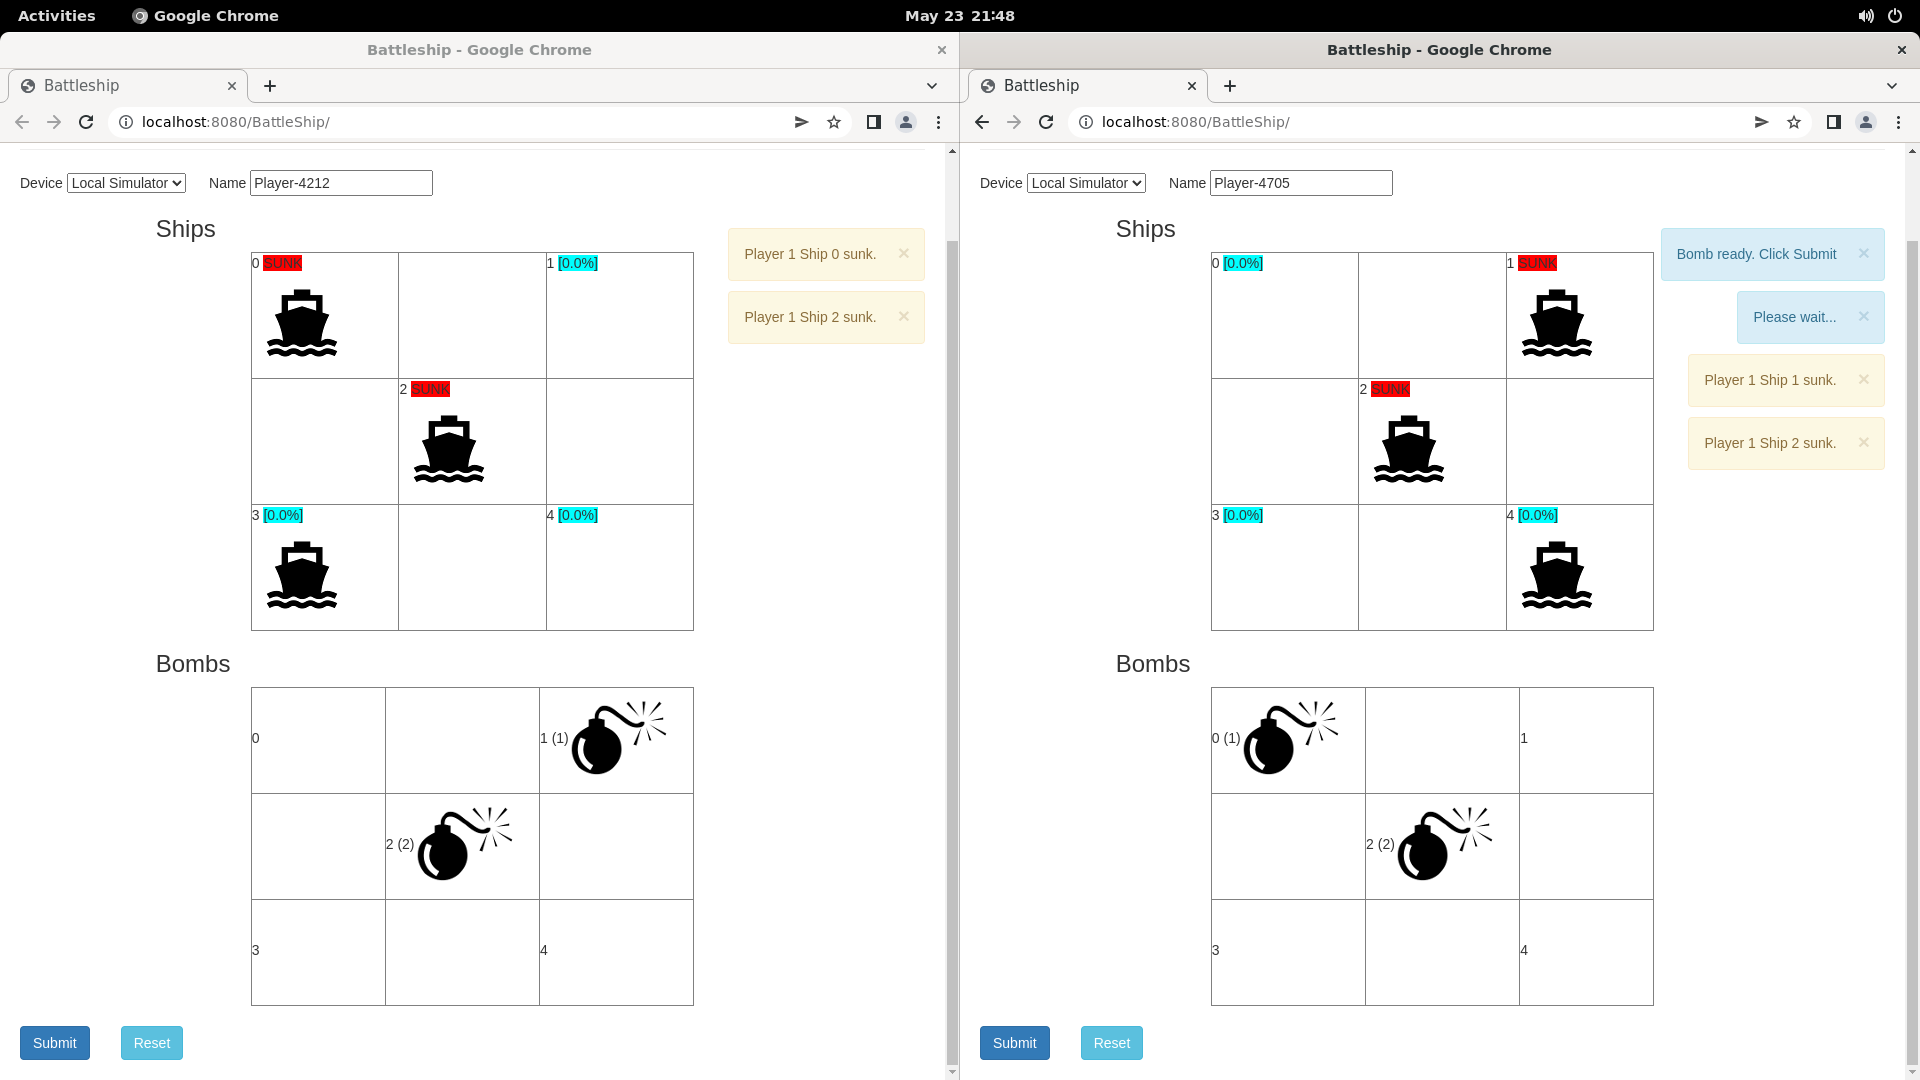 Activities Google Chrome May 23 21:48
Battleship - Google Chrome
Battleship
localhost:8080/BattleShip/
Device Local Simulator Name Player-4212
Ships
0 SUNK 1 [0.0%]
2 SUNK
3 [0.0%] 4 [0.0%]
Player 1 Ship 0 sunk. ×
Player 1 Ship 2 sunk. ×
Bombs
0 1 (1)
2 (2)
3 4
Submit Reset
Battleship - Google Chrome
Battleship
localhost:8080/BattleShip/
Device Local Simulator Name Player-4705
Ships
0 [0.0%] 1 SUNK
2 SUNK
3 [0.0%] 4 [0.0%]
Bomb ready. Click Submit ×
Please wait... ×
Player 1 Ship 1 sunk. ×
Player 1 Ship 2 sunk. ×
Bombs
0 (1) 1
2 (2)
3 4
Submit Reset